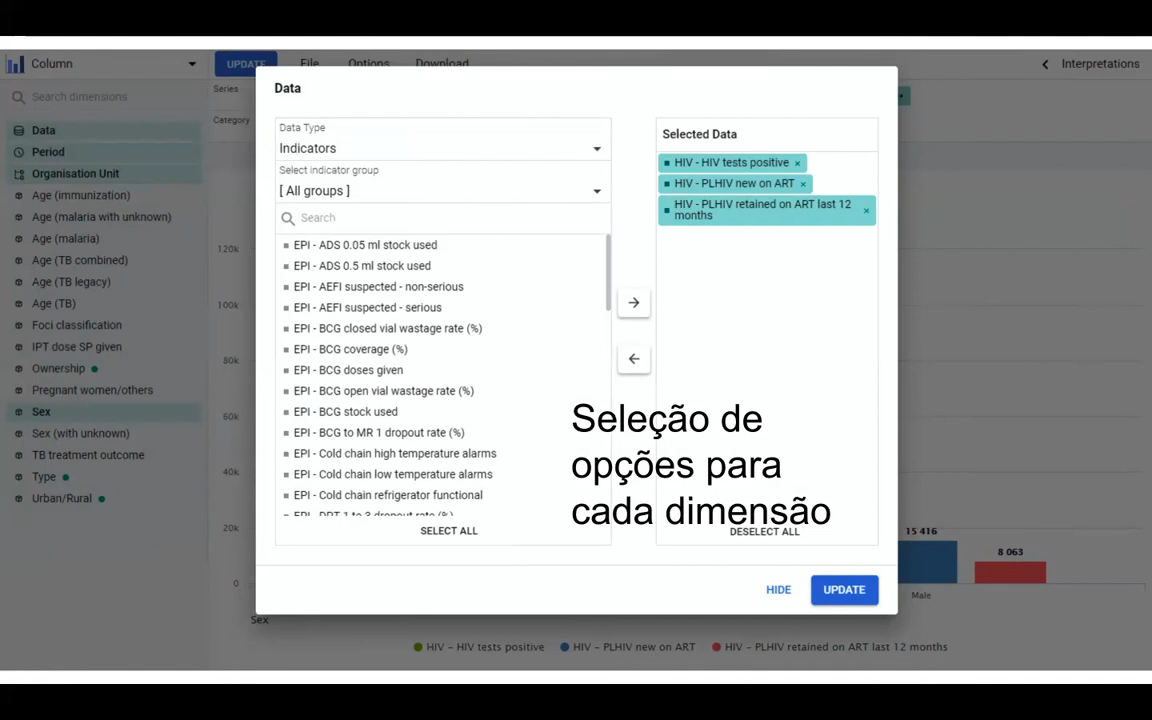 Column
UPDATE
File
Options
Download
Interpretations
Search dimensions
Series
Category
Data
Period
Organisation Unit
Age (immunization)
Age (malaria with unknown)
Age (malaria)
Age (TB combined)
Age (TB legacy)
Age (TB)
Foci classification
IPT dose SP given
Ownership
Pregnant women/others
Sex
Sex (with unknown)
TB treatment outcome
Type
Urban/Rural
Data
Data Type
Indicators
Select indicator group
[ All groups ]
Search
EPI - ADS 0.05 ml stock used
EPI - ADS 0.5 ml stock used
EPI - AEFI suspected - non-serious
EPI - AEFI suspected - serious
EPI - BCG closed vial wastage rate (%)
EPI - BCG coverage (%)
EPI - BCG doses given
EPI - BCG open vial wastage rate (%)
EPI - BCG stock used
EPI - BCG to MR 1 dropout rate (%)
EPI - Cold chain high temperature alarms
EPI - Cold chain low temperature alarms
EPI - Cold chain refrigerator functional
EPI - DPT 1 to 3 dropout rate (%)
SELECT ALL
Selected Data
HIV - HIV tests positive ×
HIV - PLHIV new on ART ×
HIV - PLHIV retained on ART last 12
months ×
Seleção de
opções para
cada dimensão
DESELECT ALL
HIDE
UPDATE
120k
100k
80k
60k
40k
20k
0
15 416
8 063
Male
Sex
HIV - HIV tests positive
HIV - PLHIV new on ART
HIV - PLHIV retained on ART last 12 months